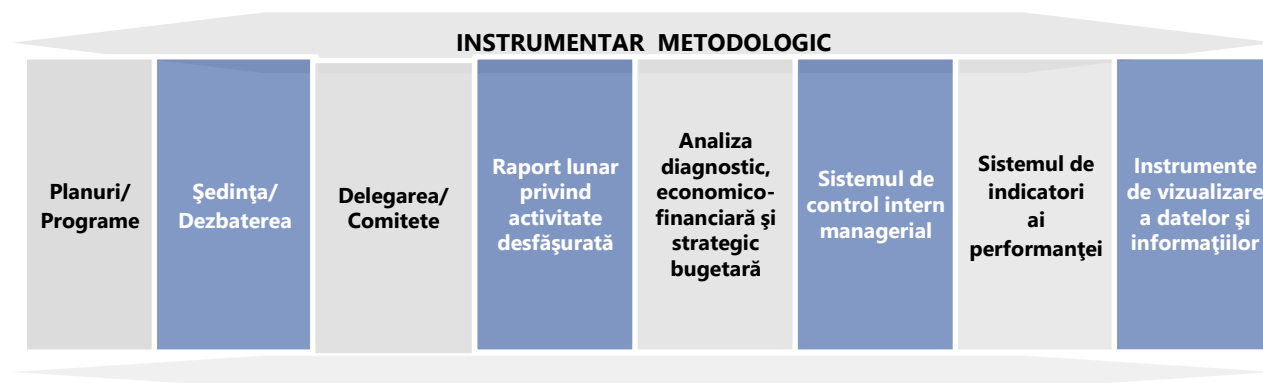 INSTRUMENTAR METODOLOGIC
Planuri/
Programe
Şedinţa/
Dezbaterea
Delegarea/
Comitete
Raport lunar
privind
activitate
desfăşurată
Analiza
diagnostic,
economico-
financiară şi
strategic
bugetară
Sistemul de
control intern
managerial
Sistemul de
indicatori
ai
performanţei
Instrumente
de vizualizare
a datelor şi
informaţiilor